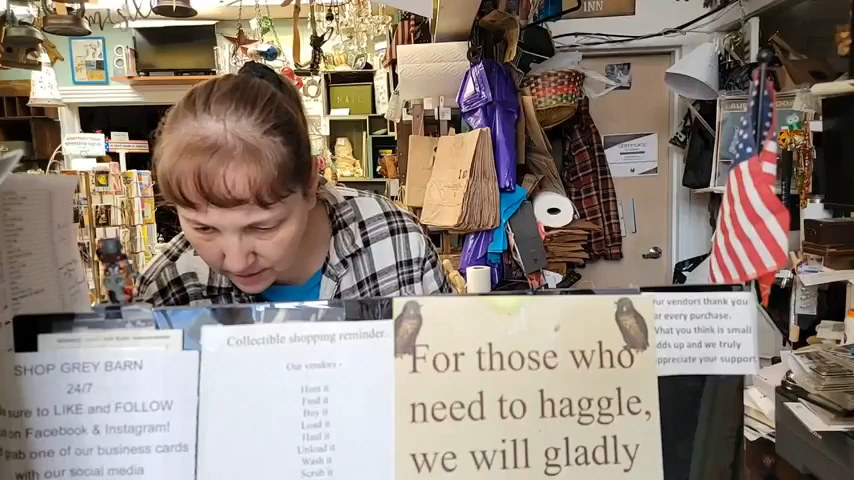 INN
NAIL
SHOP GREY BARN
24/7
sure to LIKE and FOLLOW
on Facebook & Instagram!
grab one of our business cards
with our social media
Collectible shopping reminder.
Our vendors -
Hunt it
Find it
Buy it
Load it
Haul it
Unload it
Wash it
Scrub it
For those who
need to haggle,
we will gladly
Our vendors thank you
for every purchase.
What you think is small
adds up and we truly
appreciate your support